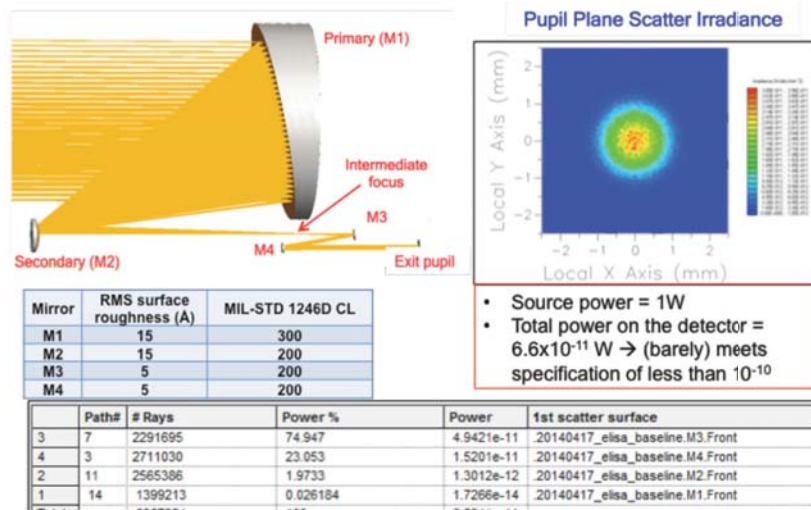 Primary (M1)
Intermediate
focus
M3
M4
Secondary (M2)
Exit pupil
Pupil Plane Scatter Irradiance
Local Y Axis (mm)
2
1
0
-1
-2
-2 -1 0 1 2
Local X Axis (mm)
Mirror RMS surface roughness (Å) MIL-STD 1246D CL
M1 15 300
M2 15 200
M3 5 200
M4 5 200
• Source power = 1W
• Total power on the detector =
6.6x10⁻¹¹ W → (barely) meets
specification of less than 10⁻¹⁰
Path# # Rays Power % Power 1st scatter surface
3 7 2291695 74.947 4.9421e-11 .20140417_elisa_baseline.M3.Front
4 3 2711030 23.053 1.5201e-11 .20140417_elisa_baseline.M4.Front
2 11 2565386 1.9733 1.3012e-12 .20140417_elisa_baseline.M2.Front
1 14 1399213 0.026184 1.7266e-14 .20140417_elisa_baseline.M1.Front